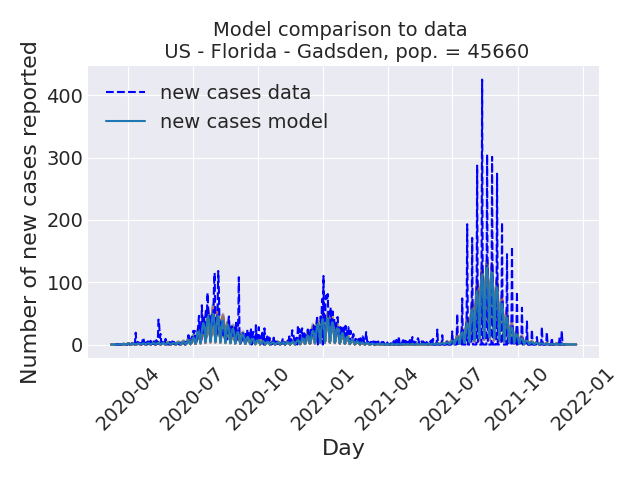 Model comparison to data
US - Florida - Gadsden, pop. = 45660
Number of new cases reported
400
300
200
100
0
new cases data
new cases model
2020-04
2020-07
2020-10
2021-01
2021-04
2021-07
2021-10
2022-01
Day